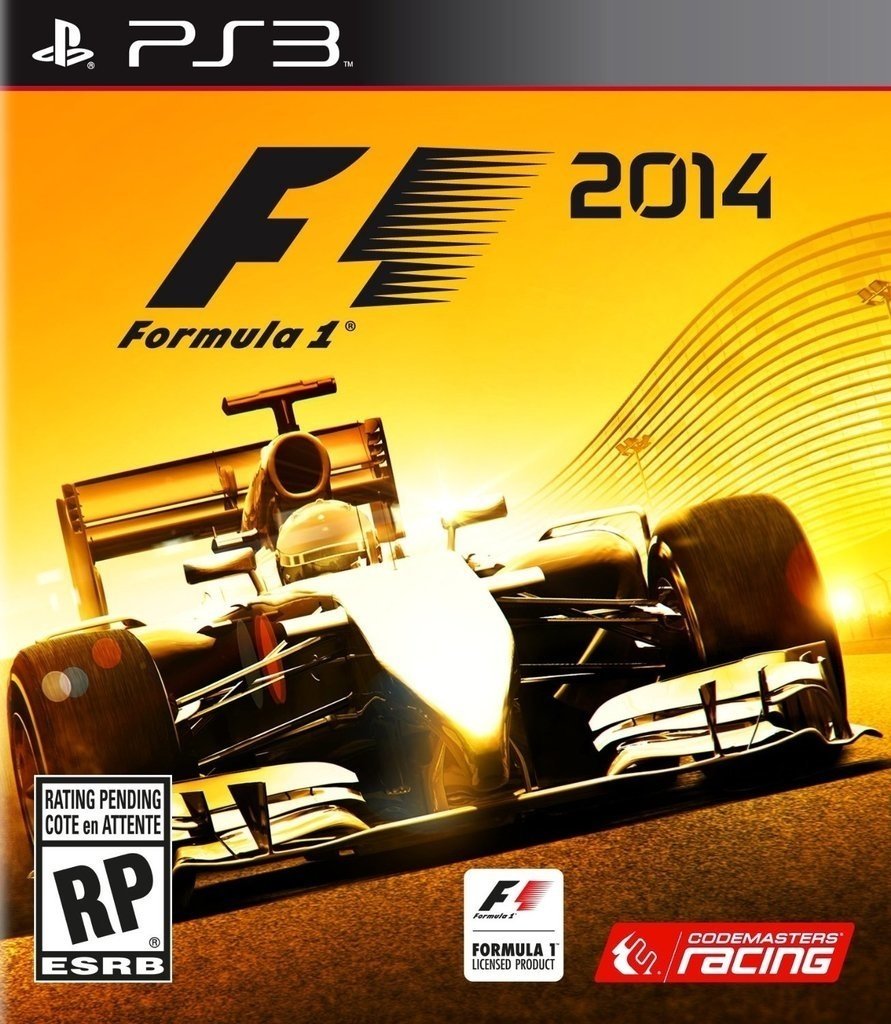 PS3 ™
F1 2014
Formula 1®
RATING PENDING
COTE en ATTENTE
RP
®
ESRB
F1
Formula 1
FORMULA 1
LICENSED PRODUCT
CODEMASTERS®
racing